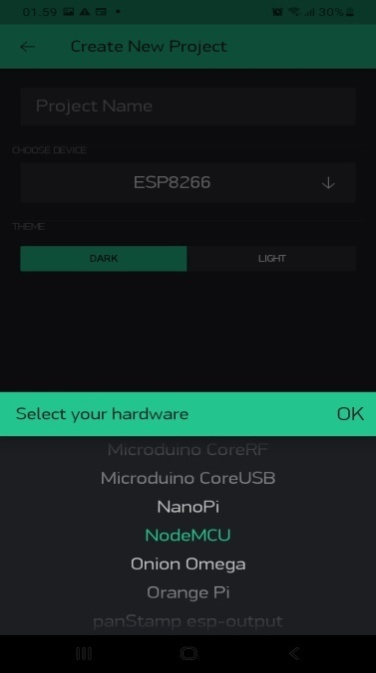 01.59 30%
Create New Project
Project Name
CHOOSE DEVICE
ESP8266
THEME
DARK LIGHT
Select your hardware OK
Microduino CoreRF
Microduino CoreUSB
NanoPi
NodeMCU
Onion Omega
Orange Pi
panStamp esp-output